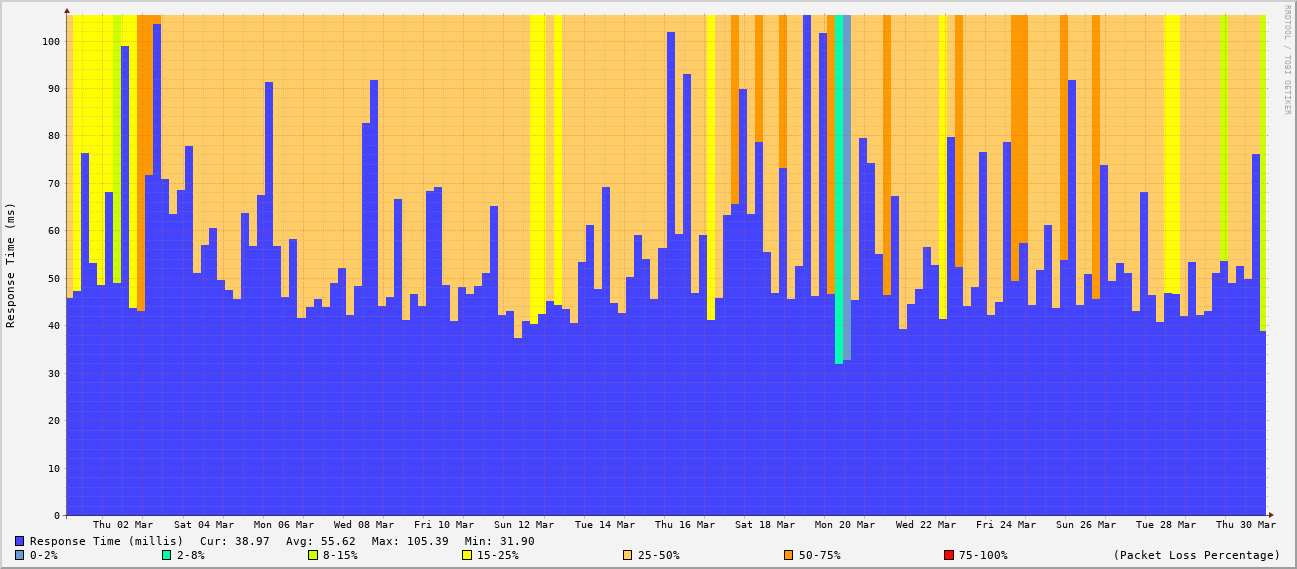 RRDTOOL / TOBI OETIKER
Response Time (ms)
100
90
80
70
60
50
40
30
20
10
0
Thu 02 Mar Sat 04 Mar Mon 06 Mar Wed 08 Mar Fri 10 Mar Sun 12 Mar Tue 14 Mar Thu 16 Mar Sat 18 Mar Mon 20 Mar Wed 22 Mar Fri 24 Mar Sun 26 Mar Tue 28 Mar Thu 30 Mar
Response Time (millis) Cur: 38.97 Avg: 55.62 Max: 105.39 Min: 31.90
0-2% 2-8% 8-15% 15-25% 25-50% 50-75% 75-100% (Packet Loss Percentage)